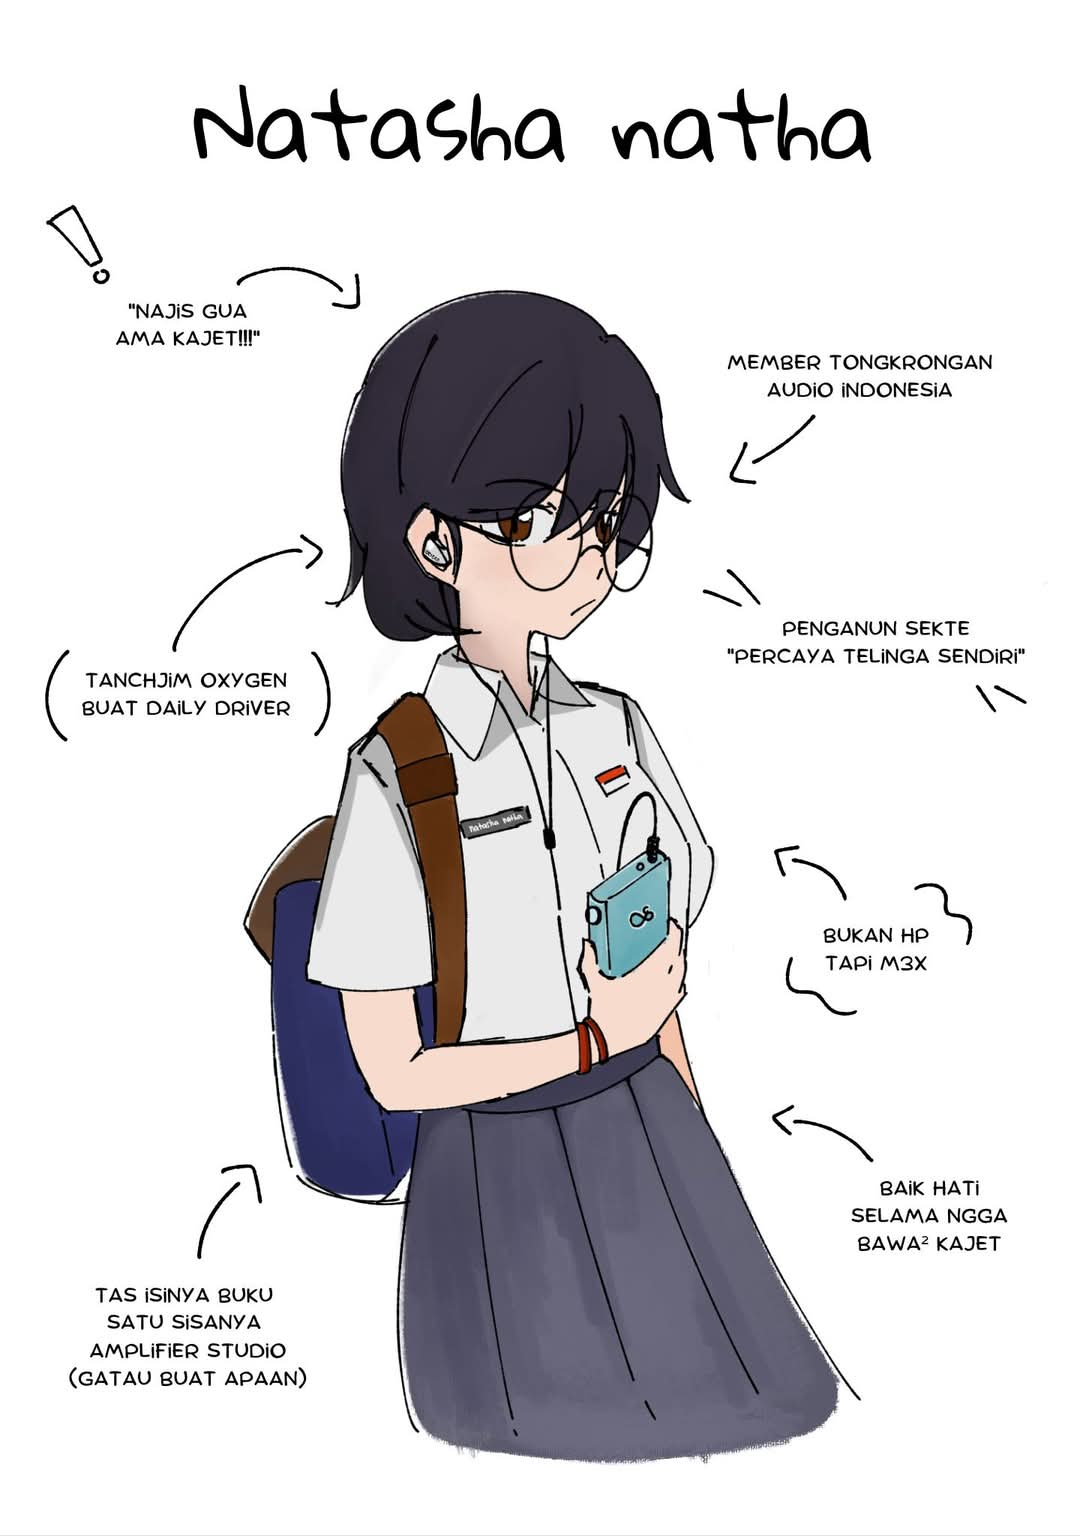 Natasha natha
"NAJiS GUA
AMA KAJET!!!"
MEMBER TONGKRONGAN
AUDiO iNDONESiA
TANCHJiM OXYGEN
BUAT DAiLY DRiVER
PENGANUN SEKTE
"PERCAYA TELiNGA SENDiRi"
natasha natha
BUKAN HP
TAPi M3X
BAiK HATi
SELAMA NGGA
BAWA² KAJET
TAS iSiNYA BUKU
SATU SiSANYA
AMPLiFiER STUDiO
(GATAU BUAT APAAN)